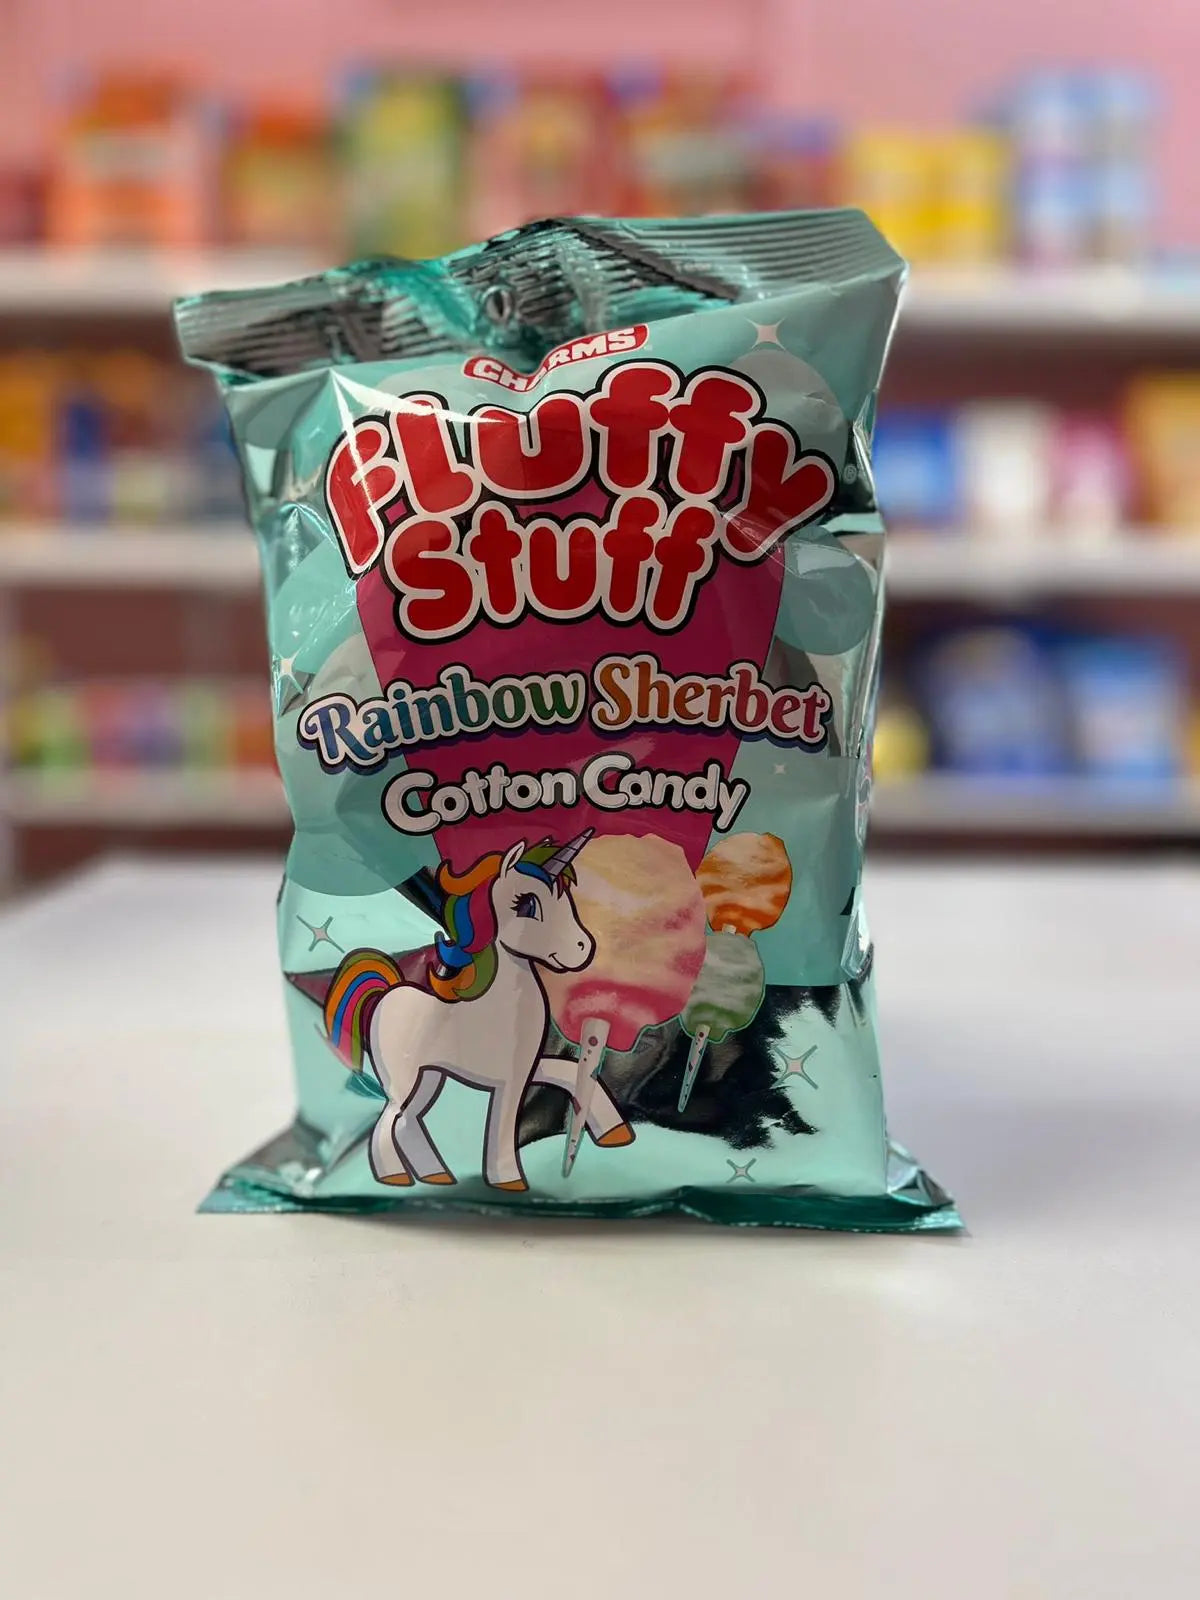 CHARMS
Fluffy
Stuff®
Rainbow Sherbet
Cotton Candy